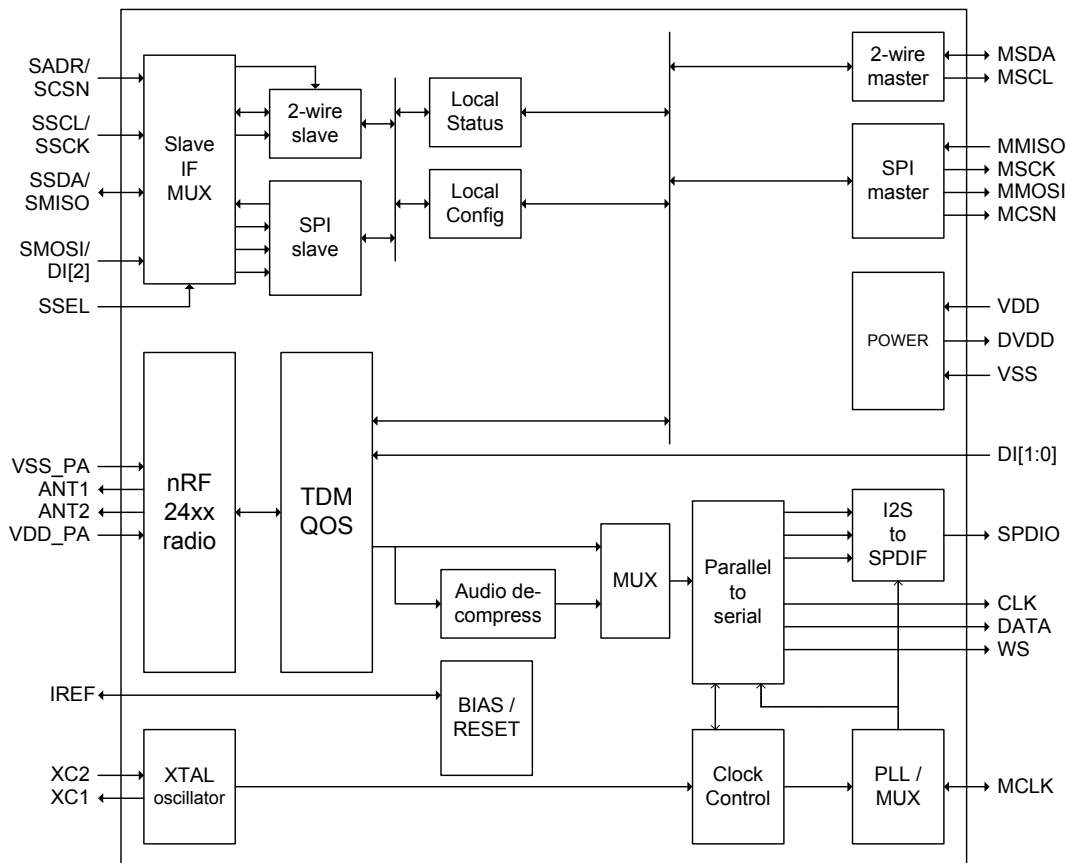 SADR/
SCSN
SSCL/
SSCK
SSDA/
SMISO
SMOSI/
DI[2]
SSEL
Slave
IF
MUX
2-wire
slave
SPI
slave
Local
Status
Local
Config
2-wire
master
MSDA
MSCL
SPI
master
MMISO
MSCK
MMOSI
MCSN
POWER
VDD
DVDD
VSS
VSS_PA
ANT1
ANT2
VDD_PA
nRF
24xx
radio
TDM
QOS
DI[1:0]
Audio de-
compress
MUX
Parallel
to
serial
I2S
to
SPDIF
SPDIO
CLK
DATA
WS
IREF
BIAS /
RESET
XC2
XC1
XTAL
oscillator
Clock
Control
PLL /
MUX
MCLK